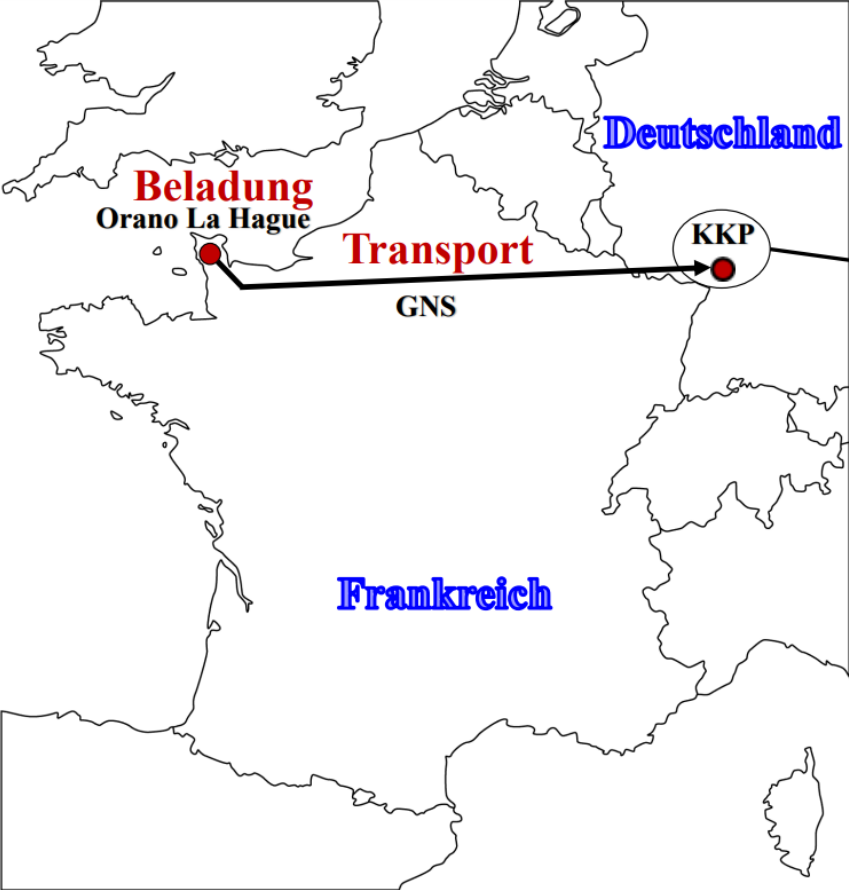 Deutschland
Beladung
Orano La Hague
Transport
KKP
GNS
Frankreich